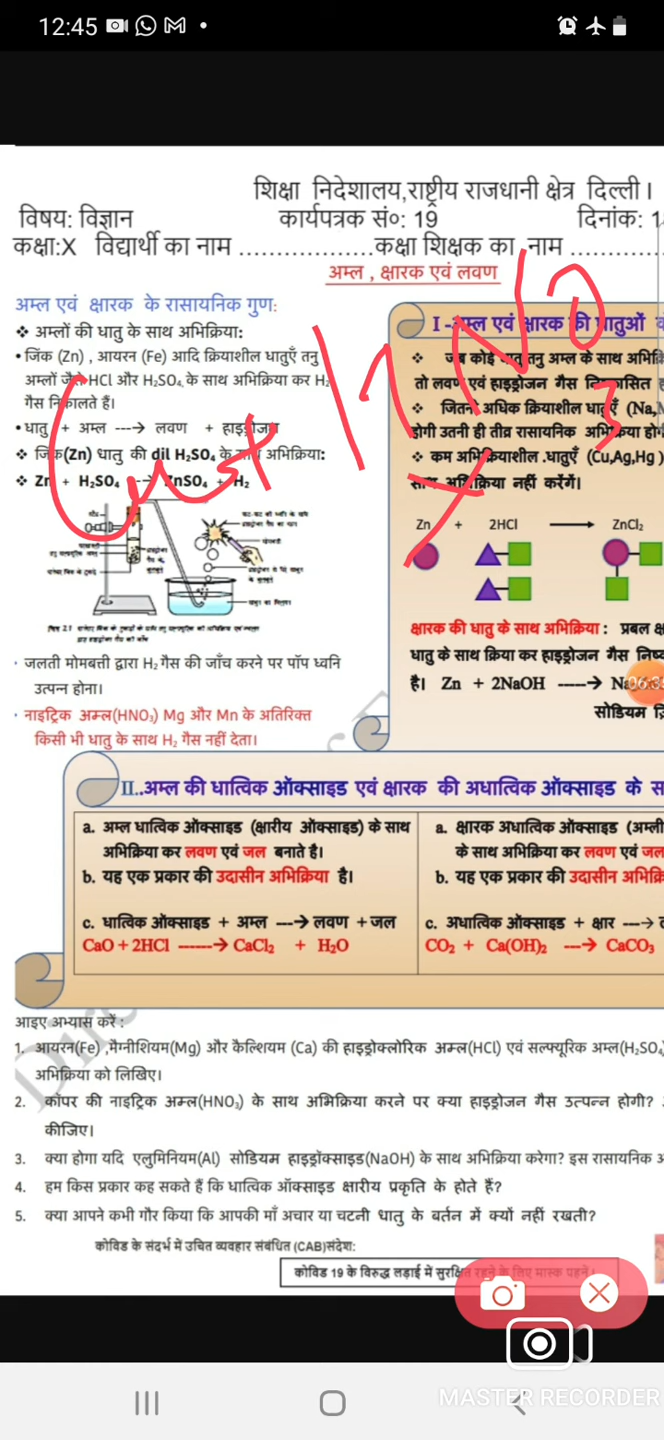 12:45
शिक्षा निदेशालय,राष्ट्रीय राजधानी क्षेत्र दिल्ली ।
विषय: विज्ञान कार्यपत्रक सं०: 19 दिनांक: 1
कक्षा:X विद्यार्थी का नाम .................. कक्षा शिक्षक का नाम ..............
अम्ल , क्षारक एवं लवण
अम्ल एवं क्षारक के रासायनिक गुण:
❖ अम्लों की धातु के साथ अभिक्रिया:
• जिंक (Zn) , आयरन (Fe) आदि क्रियाशील धातुएँ तनु
अम्लों जैसे HCl और H₂SO₄ के साथ अभिक्रिया कर H₂
गैस निकालते हैं।
• धातु + अम्ल ---→ लवण + हाइड्रोजन
❖ जिंक(Zn) धातु की dil H₂SO₄ के साथ अभिक्रिया:
❖ Zn + H₂SO₄ ---→ ZnSO₄ + H₂
जलती मोमबत्ती द्वारा H₂ गैस की जाँच करने पर पॉप ध्वनि
उत्पन्न होना।
नाइट्रिक अम्ल(HNO₃) Mg और Mn के अतिरिक्त
किसी भी धातु के साथ H₂ गैस नहीं देता।
I -अम्ल एवं क्षारक की धातुओं
❖ जब कोई धातु तनु अम्ल के साथ
तो लवण एवं हाइड्रोजन गैस निष्कासित
❖ जितनी अधिक क्रियाशील धातुएँ (Na,
होगी उतनी ही तीव्र रासायनिक अभिक्रिया
❖ कम अभिक्रियाशील .धातुएँ (Cu,Ag,Hg )
साथ अभिक्रिया नहीं करेंगे।
Zn + 2HCl ⟶ ZnCl₂
क्षारक की धातु के साथ अभिक्रिया : प्रबल
धातु के साथ क्रिया कर हाइड्रोजन गैस
है। Zn + 2NaOH -----→
सोडियम
Cu + HNO3
II..अम्ल की धात्विक ऑक्साइड एवं क्षारक की अधात्विक ऑक्साइड के
a. अम्ल धात्विक ऑक्साइड (क्षारीय ऑक्साइड) के साथ
अभिक्रिया कर लवण एवं जल बनाते है।
b. यह एक प्रकार की उदासीन अभिक्रिया है।
c. धात्विक ऑक्साइड + अम्ल ---→ लवण +जल
CaO + 2HCl ------→ CaCl₂ + H₂O
a. क्षारक अधात्विक ऑक्साइड
के साथ अभिक्रिया कर लवण एवं जल
b. यह एक प्रकार की उदासीन
c. अधात्विक ऑक्साइड + क्षार ---→
CO₂ + Ca(OH)₂ ---→ CaCO₃
आइए अभ्यास करें :
1. आयरन(Fe) ,मैग्नीशियम(Mg) और कैल्शियम (Ca) की हाइड्रोक्लोरिक अम्ल(HCl) एवं सल्फ्यूरिक अम्ल(H₂SO₄)
अभिक्रिया को लिखिए।
2. कॉपर की नाइट्रिक अम्ल(HNO₃) के साथ अभिक्रिया करने पर क्या हाइड्रोजन गैस उत्पन्न होगी?
कीजिए।
3. क्या होगा यदि एलुमिनियम(Al) सोडियम हाइड्रॉक्साइड(NaOH) के साथ अभिक्रिया करेगा? इस रासायनिक
4. हम किस प्रकार कह सकते हैं कि धात्विक ऑक्साइड क्षारीय प्रकृति के होते हैं?
5. क्या आपने कभी गौर किया कि आपकी माँ अचार या चटनी धातु के बर्तन में क्यों नहीं रखती?
कोविड के संदर्भ में उचित व्यवहार संबंधित (CAB)संदेश:
कोविड 19 के विरुद्ध लड़ाई में सुरक्षित रहने के लिए मास्क पहनें।
MASTER RECORDER